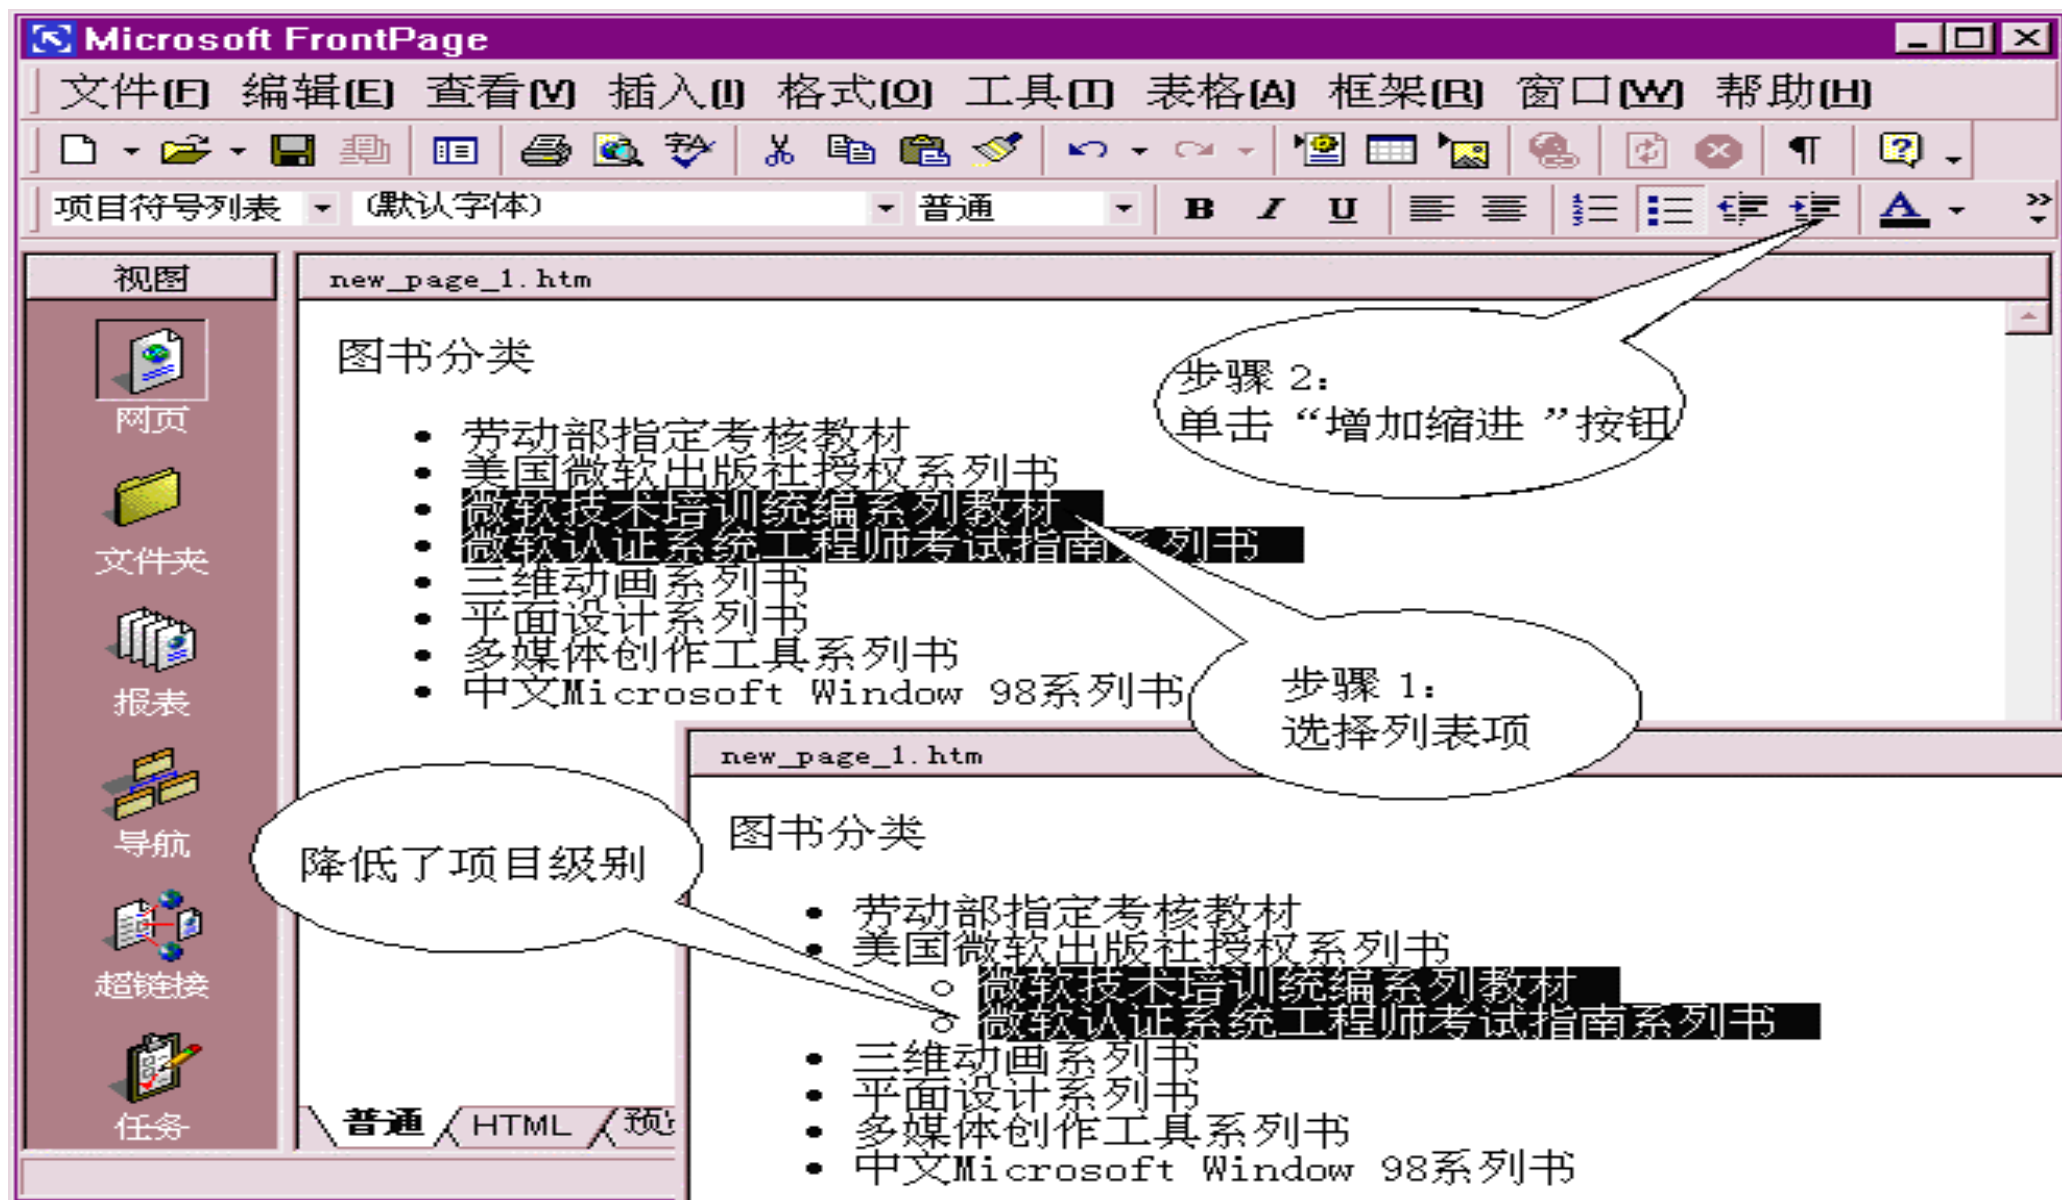 Microsoft FrontPage
文件(F) 编辑(E) 查看(V) 插入(I) 格式(O) 工具(T) 表格(A) 框架(R) 窗口(W) 帮助(H)
项目符号列表 (默认字体) 普通 B I U A
视图
new_page_1.htm
图书分类
步骤 2：
单击“增加缩进 ”按钮
网页
劳动部指定考核教材
美国微软出版社授权系列书
微软技术培训统编系列教材
微软认证系统工程师考试指南系列书
三维动画系列书
平面设计系列书
多媒体创作工具系列书
中文Microsoft Window 98系列书
文件夹
报表
步骤 1：
选择列表项
导航
超链接
任务
new_page_1.htm
图书分类
降低了项目级别
劳动部指定考核教材
美国微软出版社授权系列书
微软技术培训统编系列教材
微软认证系统工程师考试指南系列书
三维动画系列书
平面设计系列书
多媒体创作工具系列书
中文Microsoft Window 98系列书
普通 HTML 预